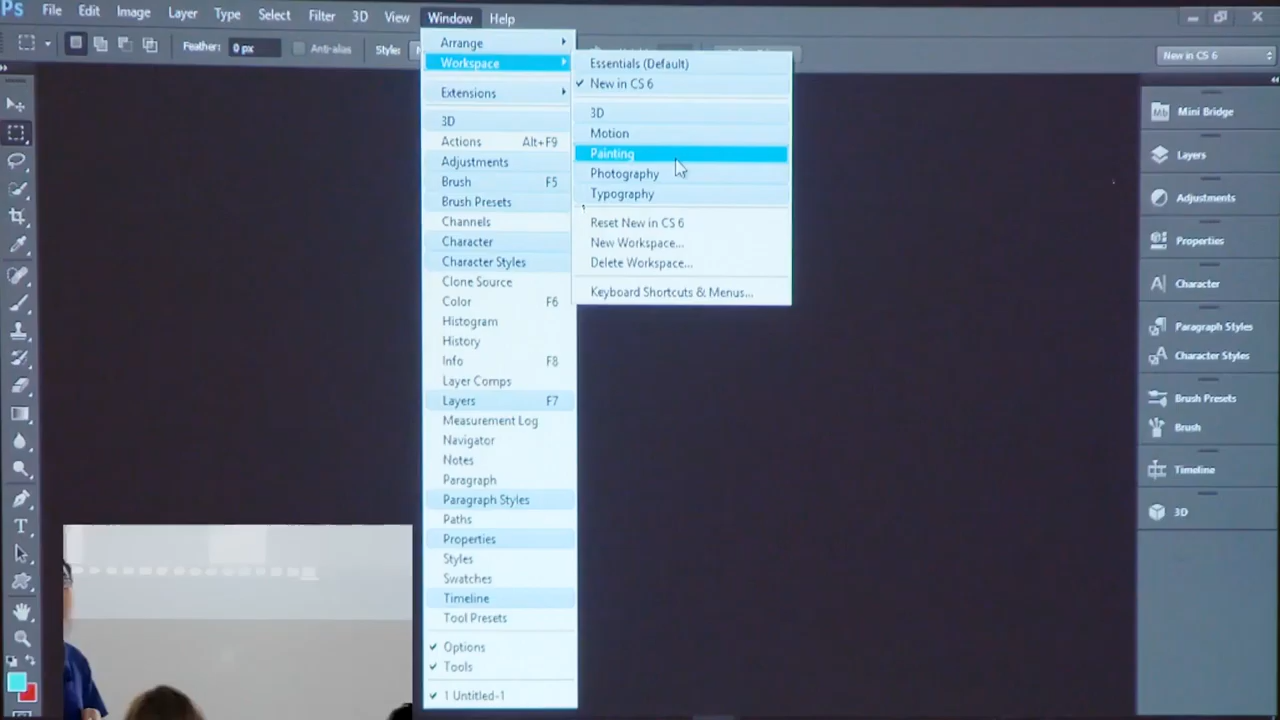 Ps File Edit Image Layer Type Select Filter 3D View Window Help
Feather: 0 px Anti-alias Style:
New in CS 6
Arrange
Workspace
Extensions
3D
Actions Alt+F9
Adjustments
Brush F5
Brush Presets
Channels
Character
Character Styles
Clone Source
Color F6
Histogram
History
Info F8
Layer Comps
Layers F7
Measurement Log
Navigator
Notes
Paragraph
Paragraph Styles
Paths
Properties
Styles
Swatches
Timeline
Tool Presets
Options
Tools
1 Untitled-1
Essentials (Default)
New in CS 6
3D
Motion
Painting
Photography
Typography
Reset New in CS 6
New Workspace...
Delete Workspace...
Keyboard Shortcuts & Menus...
Mb Mini Bridge
Layers
Adjustments
Properties
Character
Paragraph Styles
Character Styles
Brush Presets
Brush
Timeline
3D